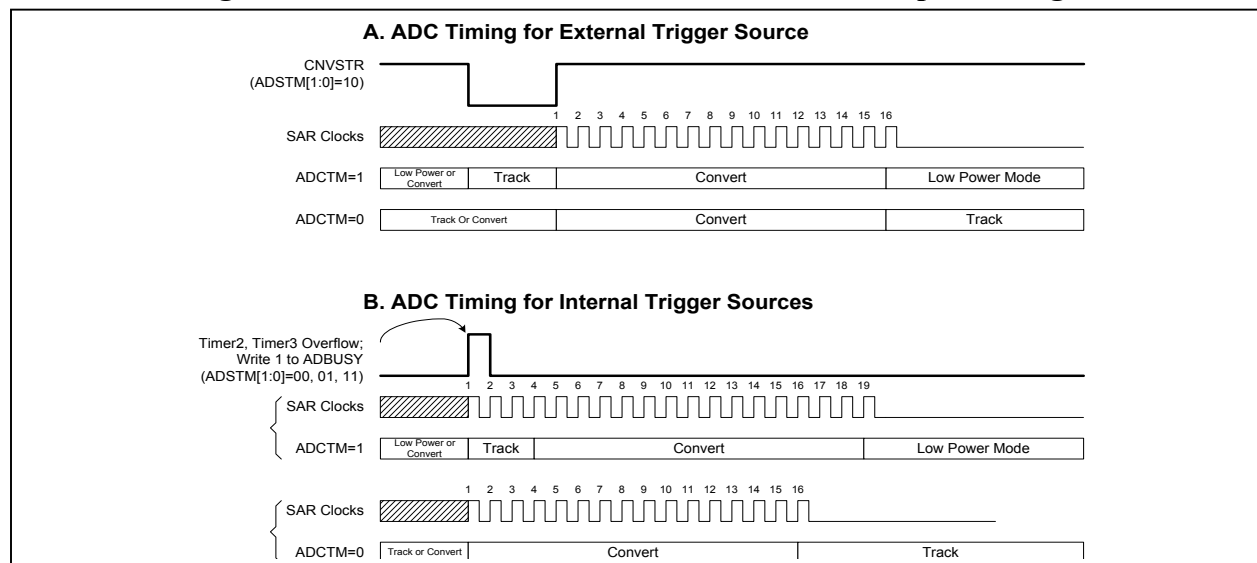 A. ADC Timing for External Trigger Source
CNVSTR
(ADSTM[1:0]=10)
1 2 3 4 5 6 7 8 9 10 11 12 13 14 15 16
SAR Clocks
ADCTM=1 Low Power or Convert Track Convert Low Power Mode
ADCTM=0 Track Or Convert Convert Track
B. ADC Timing for Internal Trigger Sources
Timer2, Timer3 Overflow;
Write 1 to ADBUSY
(ADSTM[1:0]=00, 01, 11)
1 2 3 4 5 6 7 8 9 10 11 12 13 14 15 16 17 18 19
SAR Clocks
ADCTM=1 Low Power or Convert Track Convert Low Power Mode
1 2 3 4 5 6 7 8 9 10 11 12 13 14 15 16
SAR Clocks
ADCTM=0 Track or Convert Convert Track